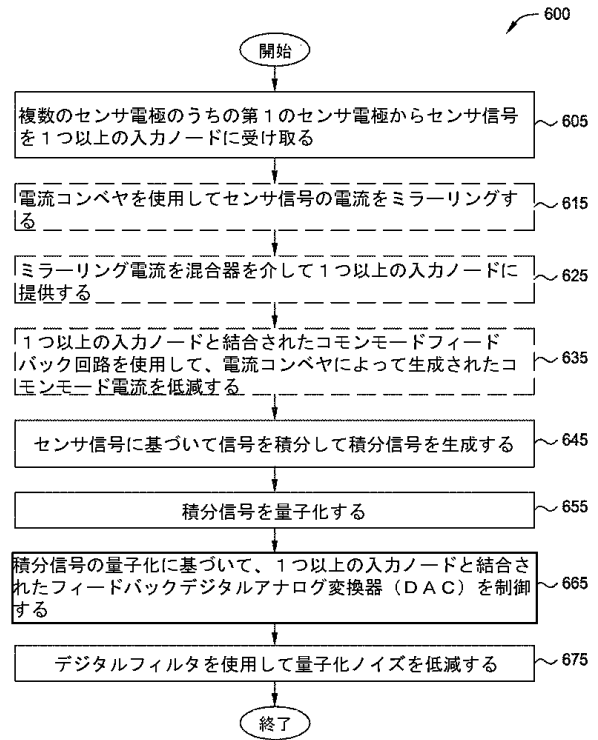 600
開始
複数のセンサ電極のうちの第１のセンサ電極からセンサ信号
を１つ以上の入力ノードに受け取る
605
電流コンベヤを使用してセンサ信号の電流をミラーリングす
る
615
ミラーリング電流を混合器を介して１つ以上の入力ノードに
提供する
625
１つ以上の入力ノードと結合されたコモンモードフィード
バック回路を使用して、電流コンベヤによって生成されたコ
モンモード電流を低減する
635
センサ信号に基づいて信号を積分して積分信号を生成する
645
積分信号を量子化する
655
積分信号の量子化に基づいて、１つ以上の入力ノードと結合さ
れたフィードバックデジタルアナログ変換器（ＤＡＣ）を制御
する
665
デジタルフィルタを使用して量子化ノイズを低減する
675
終了